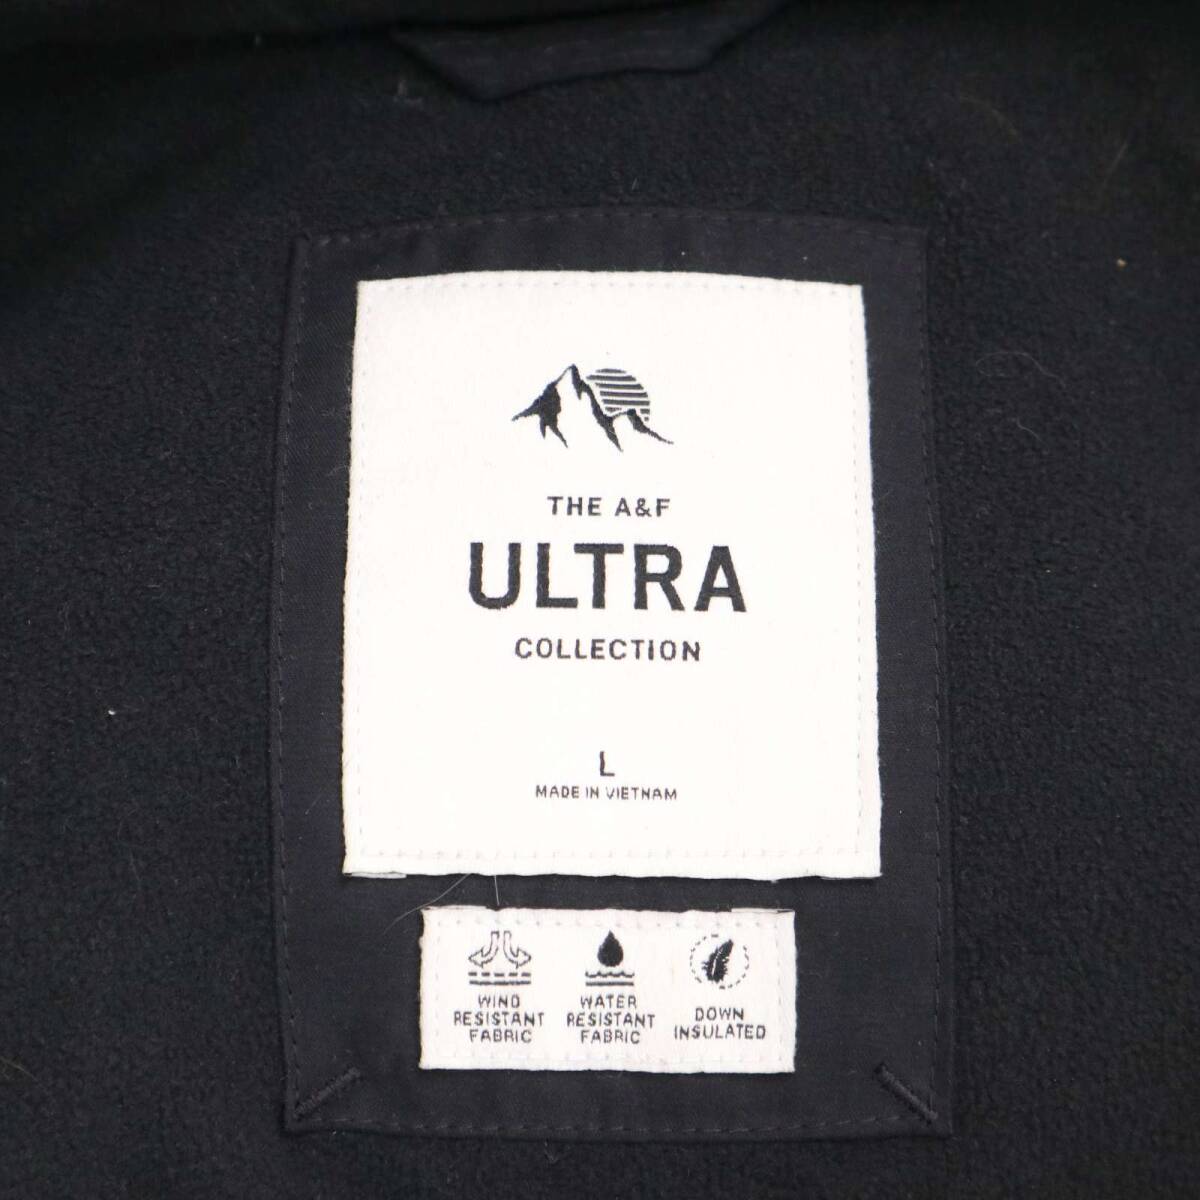 THE A&F
ULTRA
COLLECTION
L
MADE IN VIETNAM
WIND
RESISTANT
FABRIC
WATER
RESISTANT
FABRIC
DOWN
INSULATED